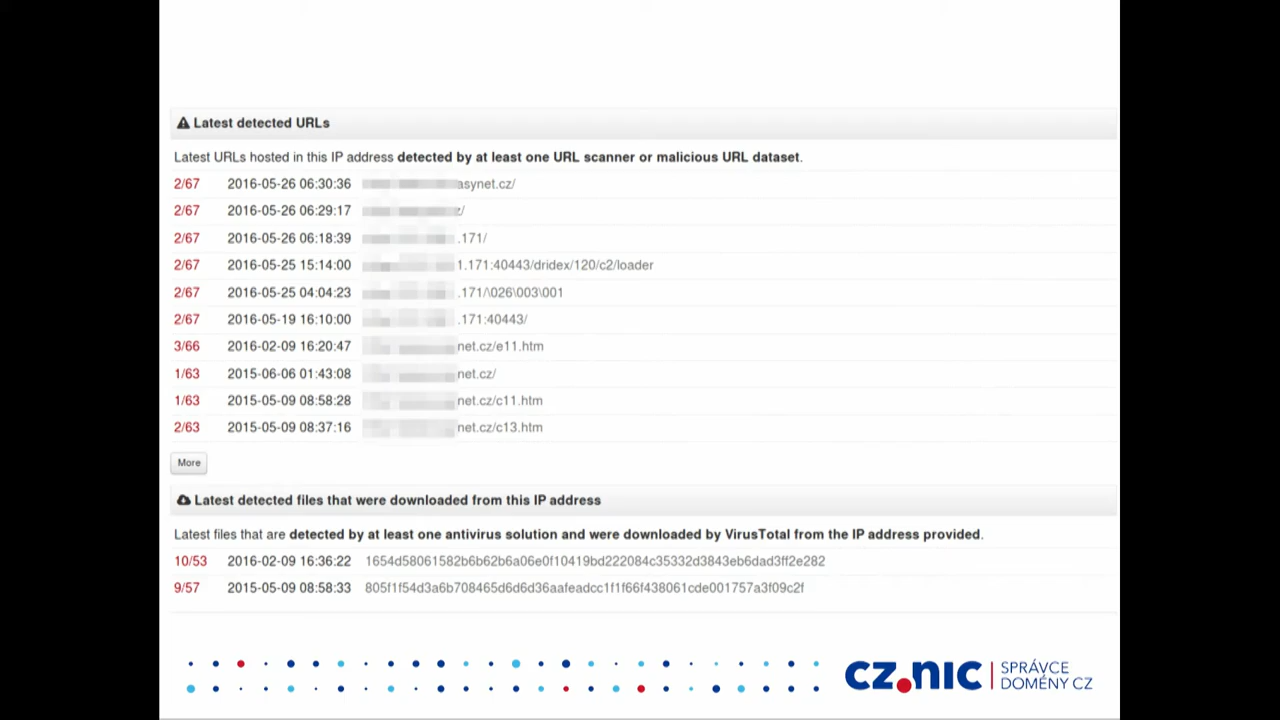 Latest detected URLs
Latest URLs hosted in this IP address detected by at least one URL scanner or malicious URL dataset.
2/67 2016-05-26 06:30:36 asynet.cz/
2/67 2016-05-26 06:29:17 z/
2/67 2016-05-26 06:18:39 .171/
2/67 2016-05-25 15:14:00 1.171:40443/dridex/120/c2/loader
2/67 2016-05-25 04:04:23 .171/\026\003\001
2/67 2016-05-19 16:10:00 .171:40443/
3/66 2016-02-09 16:20:47 net.cz/e11.htm
1/63 2015-06-06 01:43:08 net.cz/
1/63 2015-05-09 08:58:28 net.cz/c11.htm
2/63 2015-05-09 08:37:16 net.cz/c13.htm
More
Latest detected files that were downloaded from this IP address
Latest files that are detected by at least one antivirus solution and were downloaded by VirusTotal from the IP address provided.
10/53 2016-02-09 16:36:22 1654d58061582b6b62b6a06e0f10419bd222084c35332d3843eb6dad3ff2e282
9/57 2015-05-09 08:58:33 805f1f54d3a6b708465d6d6d36aafeadcc1f1f66f438061cde001757a3f09c2f
CZ.NIC SPRÁVCE
DOMÉNY CZ